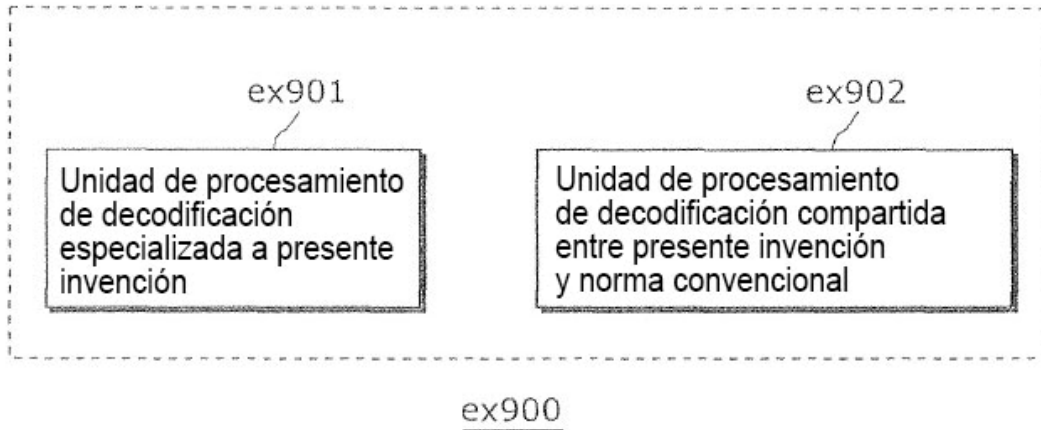 ex901
Unidad de procesamiento
de decodificación
especializada a presente
invención
ex902
Unidad de procesamiento
de decodificación compartida
entre presente invención
y norma convencional
ex900